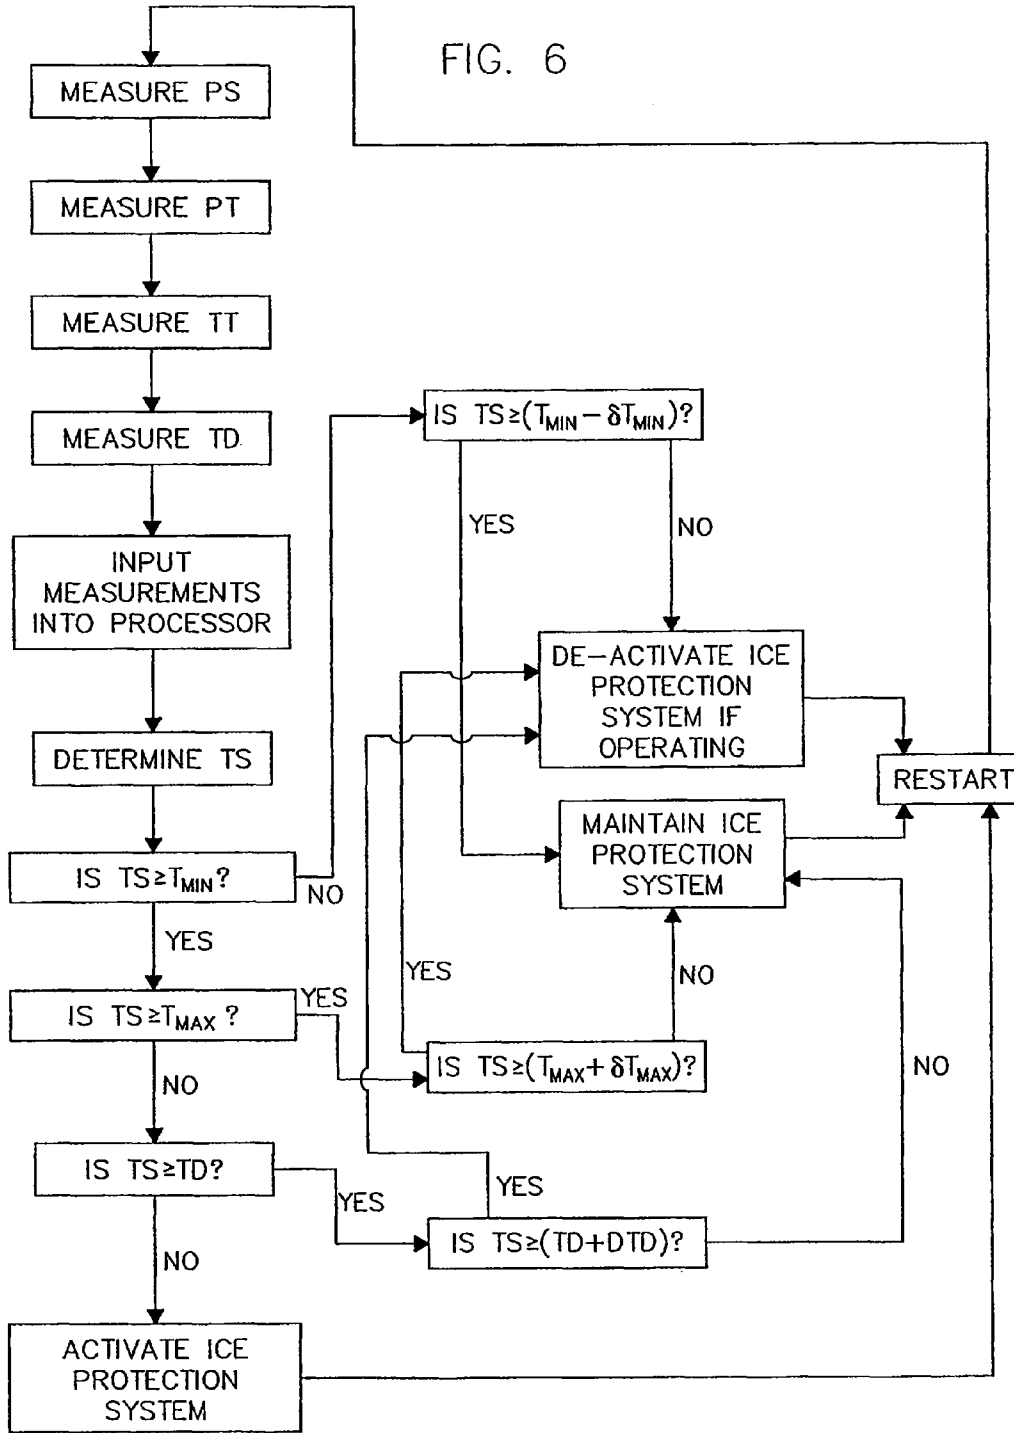 FIG. 6
MEASURE PS
MEASURE PT
MEASURE TT
MEASURE TD
INPUT
MEASUREMENTS
INTO PROCESSOR
DETERMINE TS
IS TS≥T_MIN?
NO
YES
IS TS≥T_MAX ?
YES
NO
IS TS≥TD?
YES
NO
ACTIVATE ICE
PROTECTION
SYSTEM
IS TS≥(T_MIN – δT_MIN)?
YES
NO
DE–ACTIVATE ICE
PROTECTION
SYSTEM IF
OPERATING
MAINTAIN ICE
PROTECTION
SYSTEM
YES
NO
IS TS≥(T_MAX + δT_MAX)?
YES
IS TS≥(TD+DTD)?
NO
RESTART